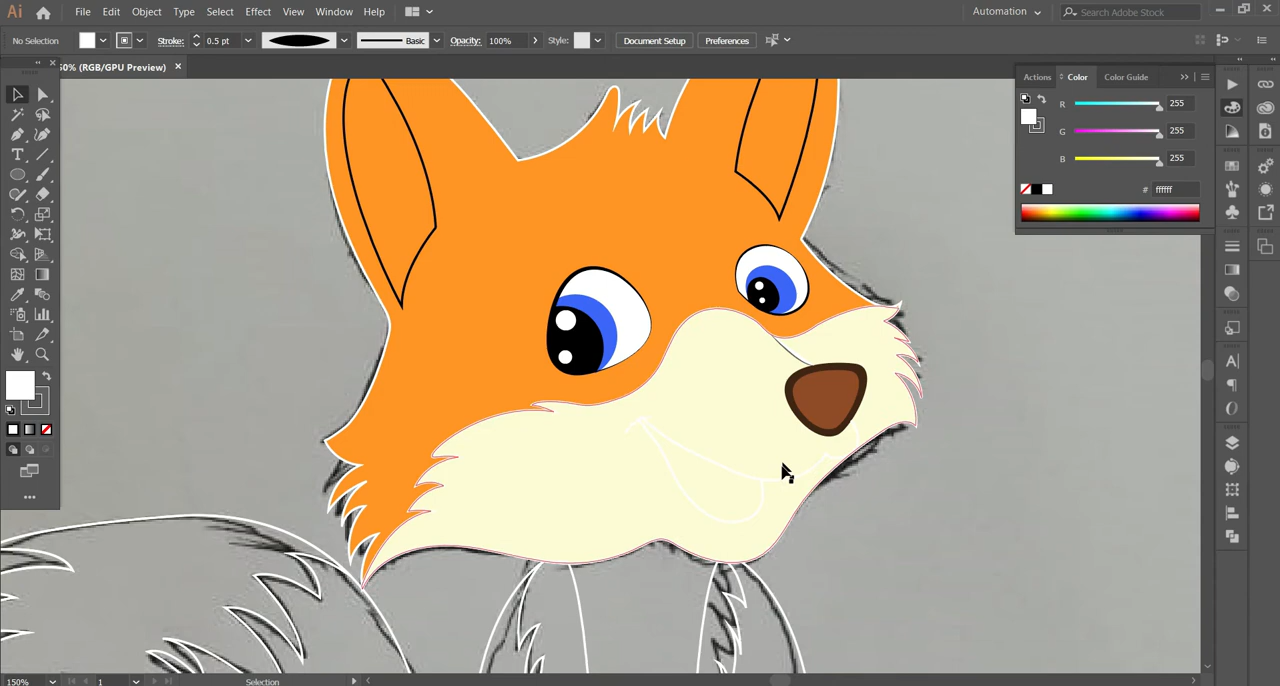 Ai File Edit Object Type Select Effect View Window Help Automation Search Adobe Stock
No Selection Stroke: 0.5 pt Basic Opacity: 100% Style: Document Setup Preferences
50% (RGB/GPU Preview) ×
Actions Color Color Guide
R 255
G 255
B 255
# ffffff
150% 1 Selection